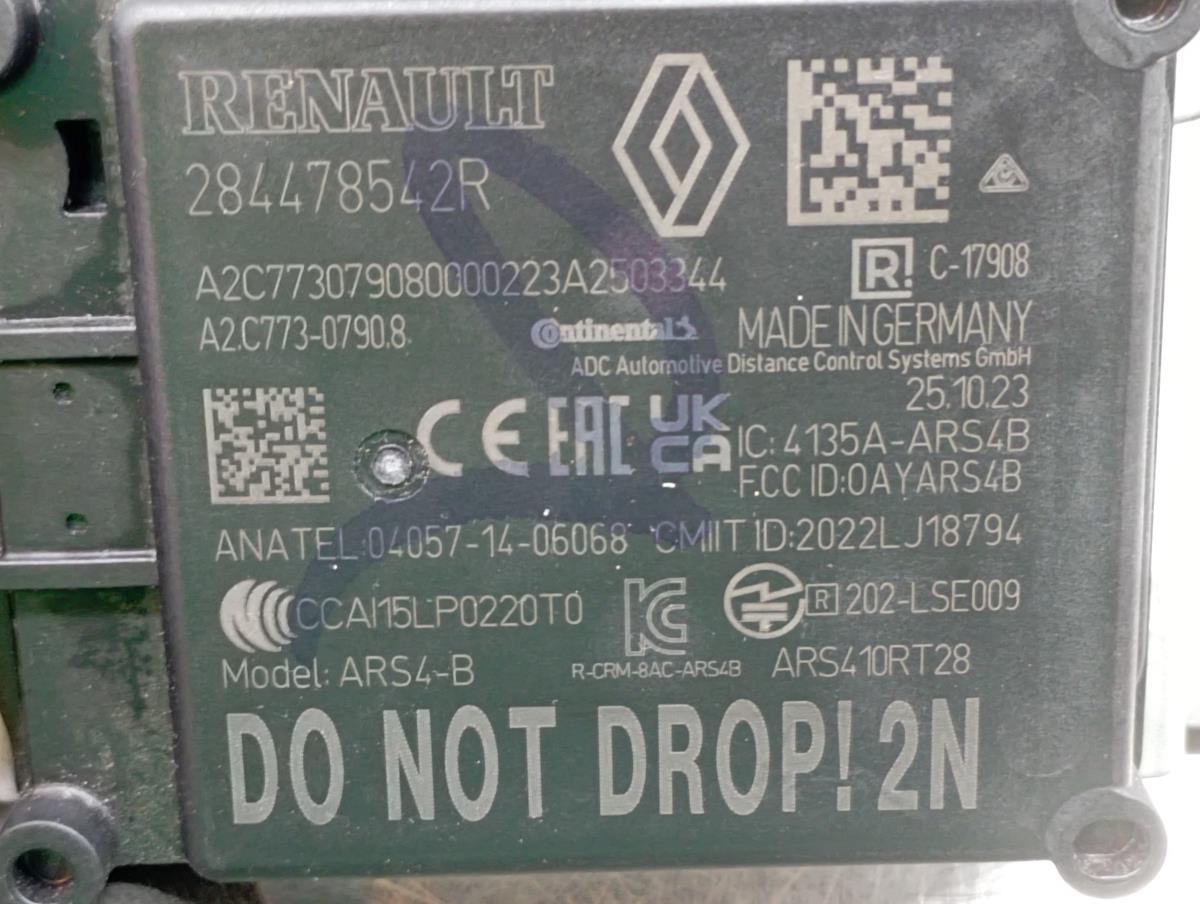 RENAULT
284478542R
A2C773079080000223A2503344
R! C-17908
A2.C773-0790.8
Continental MADE IN GERMANY
ADC Automotive Distance Control Systems GmbH
25.10.23
CE EAC UK CA
IC: 4135A-ARS4B
FCC ID:OAYARS4B
ANATEL:04057-14-06068 CMIIT ID:2022LJ18794
CCAI15LP0220T0 R 202-LSE009
Model: ARS4-B R-CRM-8AC-ARS4B ARS410RT28
DO NOT DROP! 2N